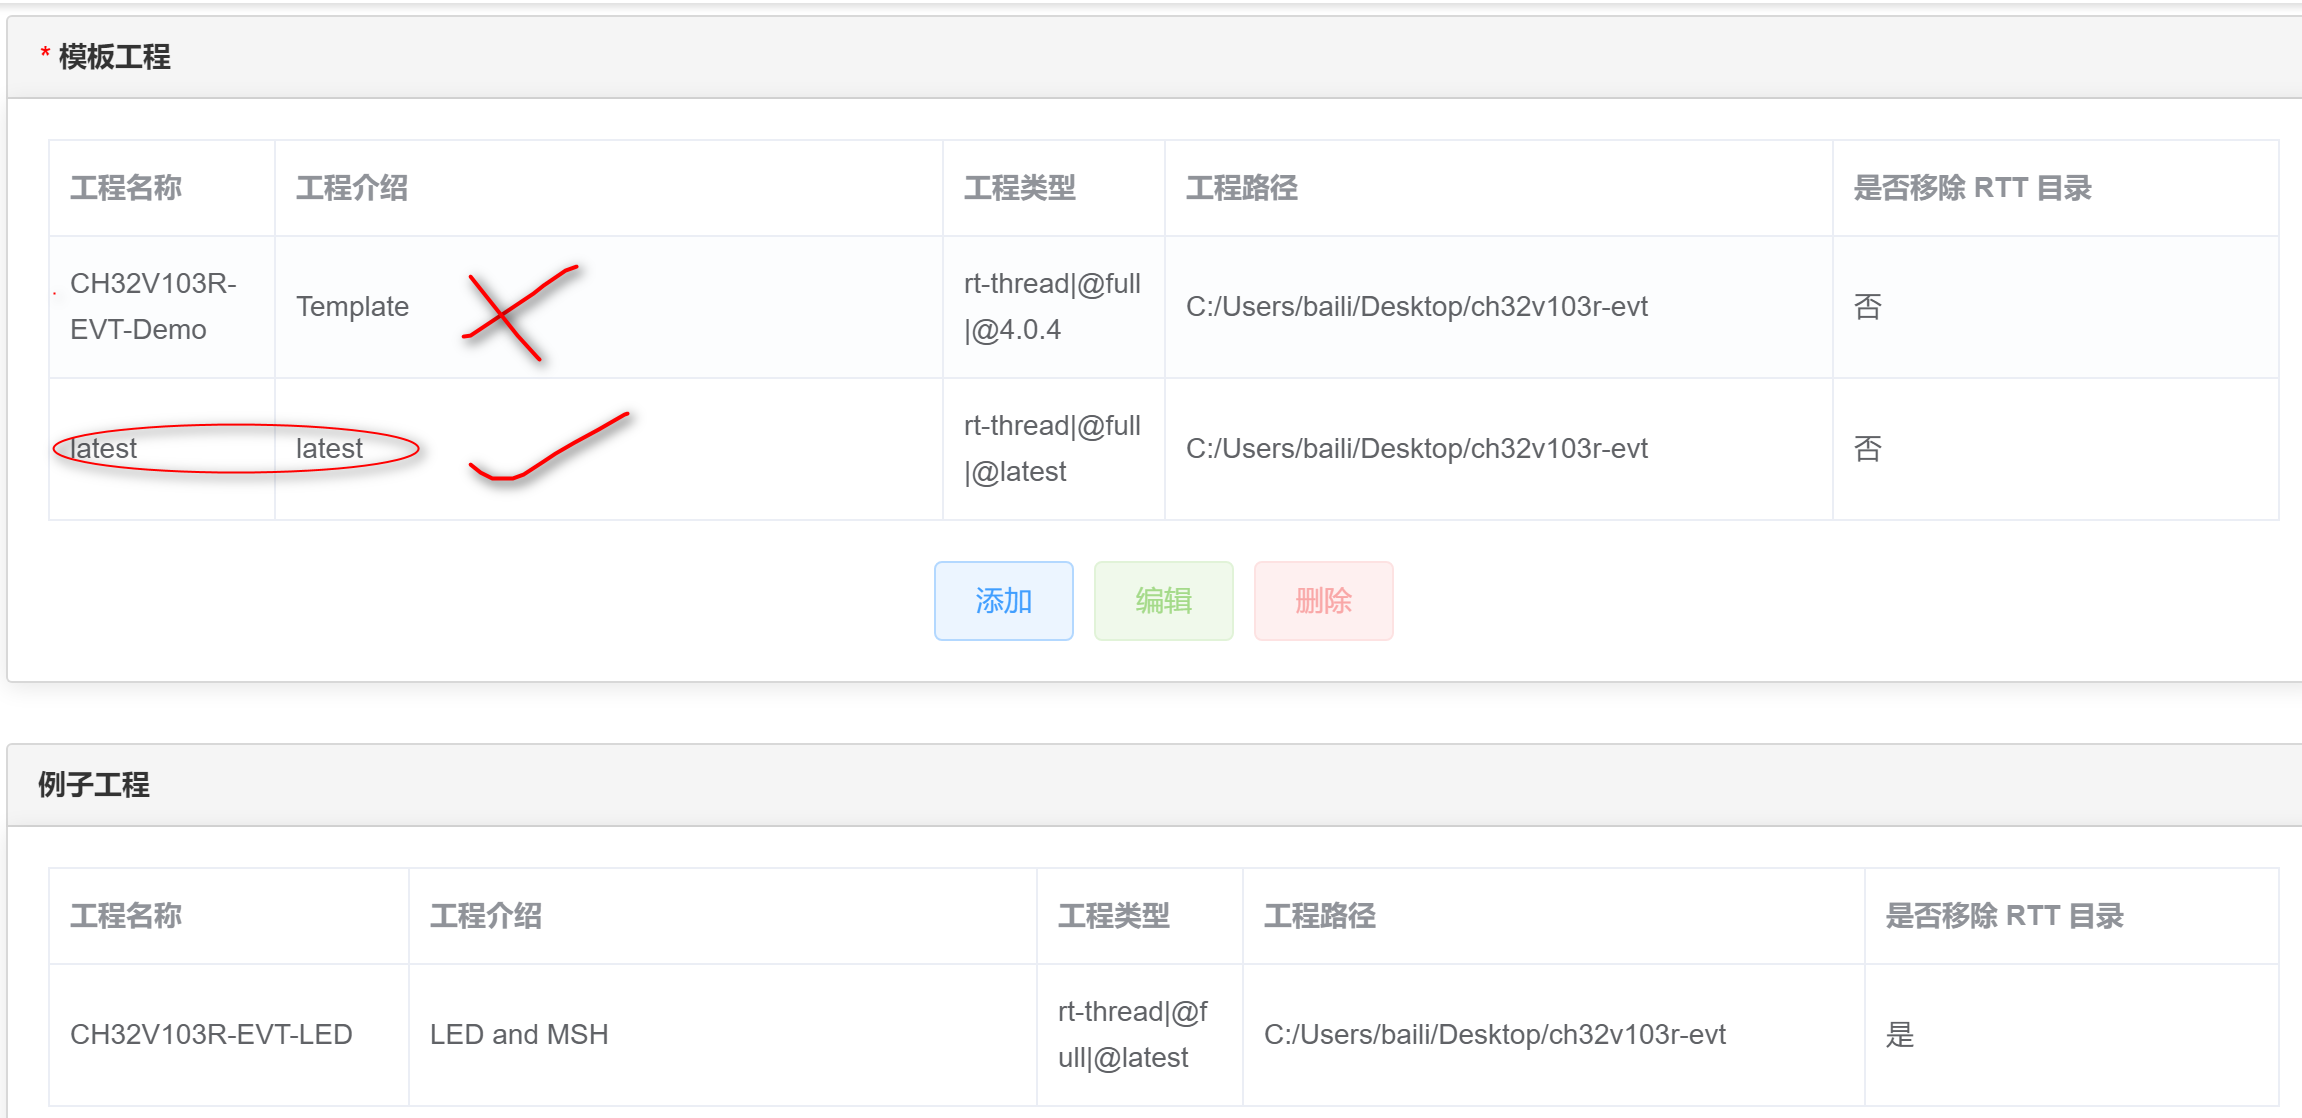 * 模板工程
工程名称 工程介绍 工程类型 工程路径 是否移除 RTT 目录
CH32V103R-
EVT-Demo
Template
rt-thread|@full
|@4.0.4
C:/Users/baili/Desktop/ch32v103r-evt
否
latest
latest
rt-thread|@full
|@latest
C:/Users/baili/Desktop/ch32v103r-evt
否
添加 编辑 删除
例子工程
工程名称 工程介绍 工程类型 工程路径 是否移除 RTT 目录
CH32V103R-EVT-LED
LED and MSH
rt-thread|@f
ull|@latest
C:/Users/baili/Desktop/ch32v103r-evt
是